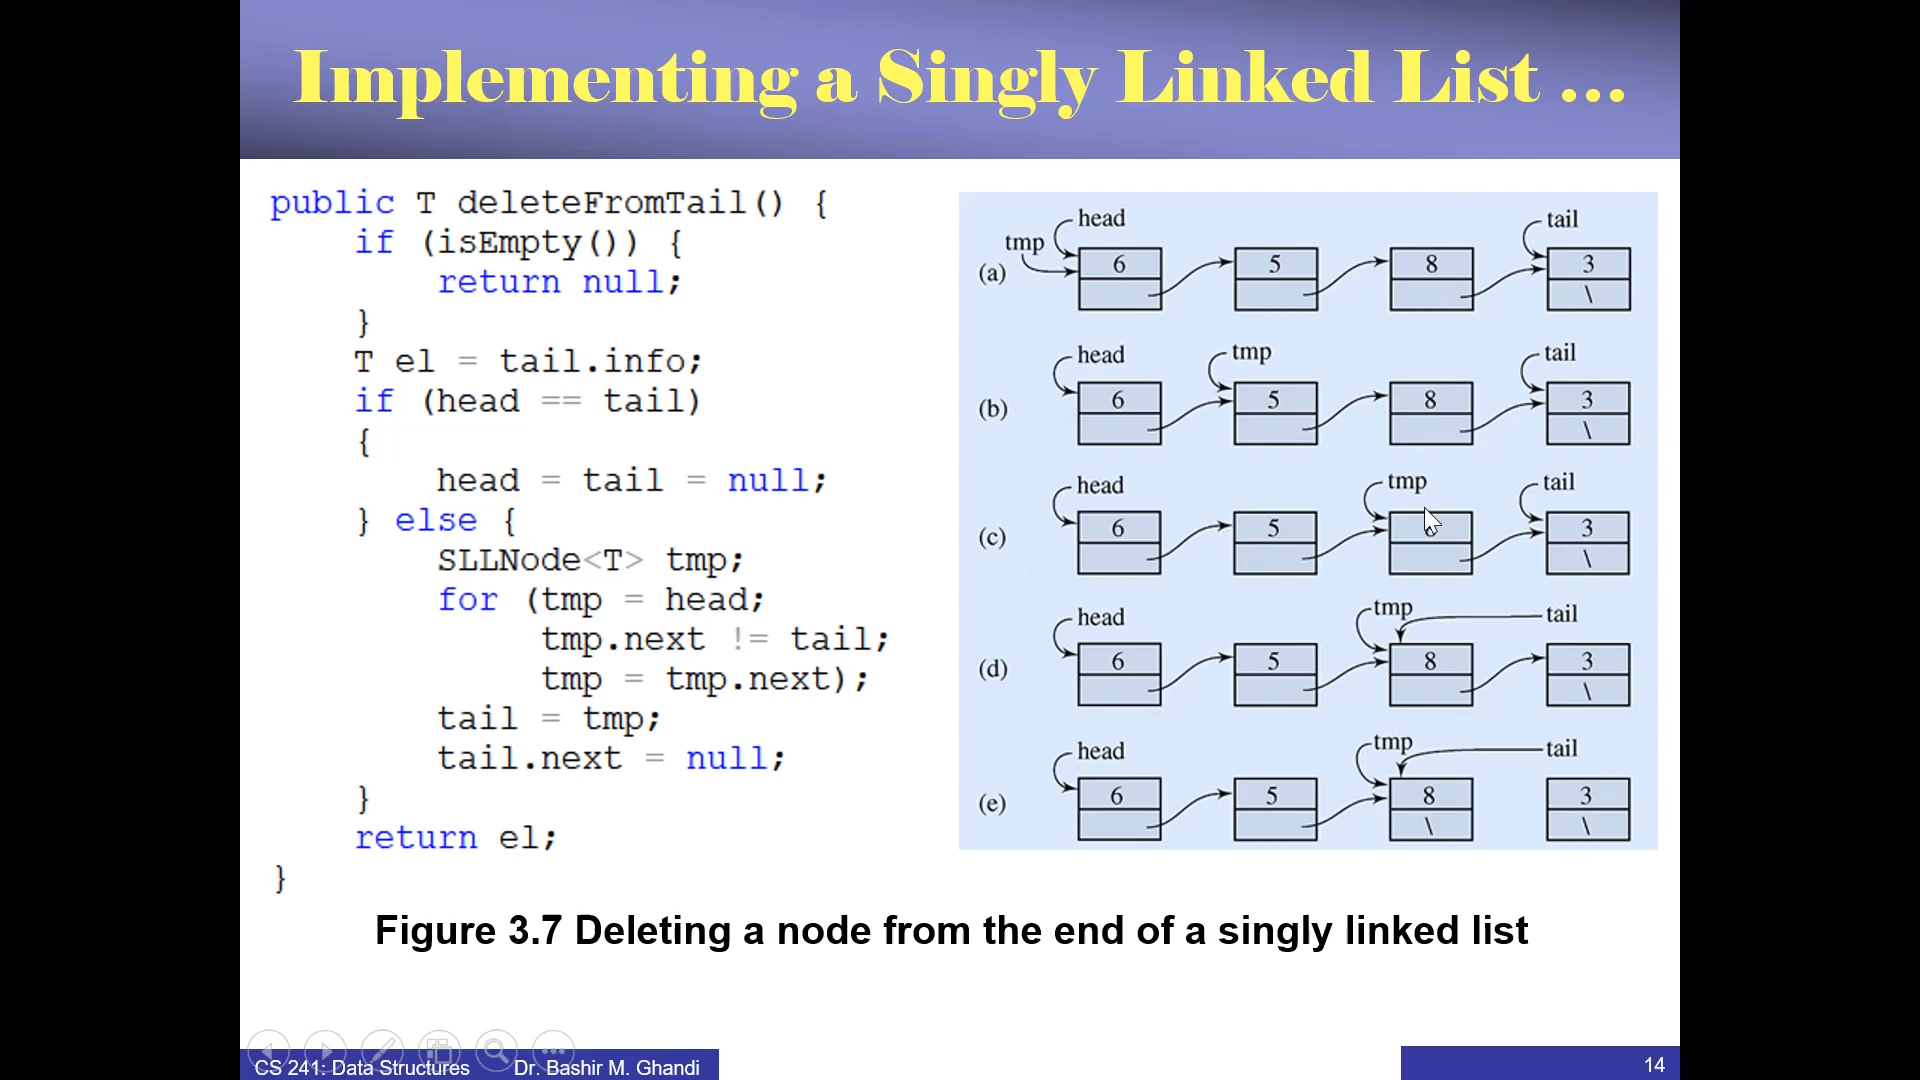 Implementing a Singly Linked List ...
public T deleteFromTail() {
    if (isEmpty()) {
        return null;
    }
    T el = tail.info;
    if (head == tail)
    {
        head = tail = null;
    } else {
        SLLNode<T> tmp;
        for (tmp = head;
             tmp.next != tail;
             tmp = tmp.next);
        tail = tmp;
        tail.next = null;
    }
    return el;
}
head tail
tmp
(a) 6 5 8 3
\
head tmp tail
(b) 6 5 8 3
\
head tmp tail
(c) 6 5 3
\
head tmp tail
(d) 6 5 8 3
\
head tmp tail
(e) 6 5 8 3
\ \
Figure 3.7 Deleting a node from the end of a singly linked list
CS 241: Data Structures Dr. Bashir M. Ghandi 14